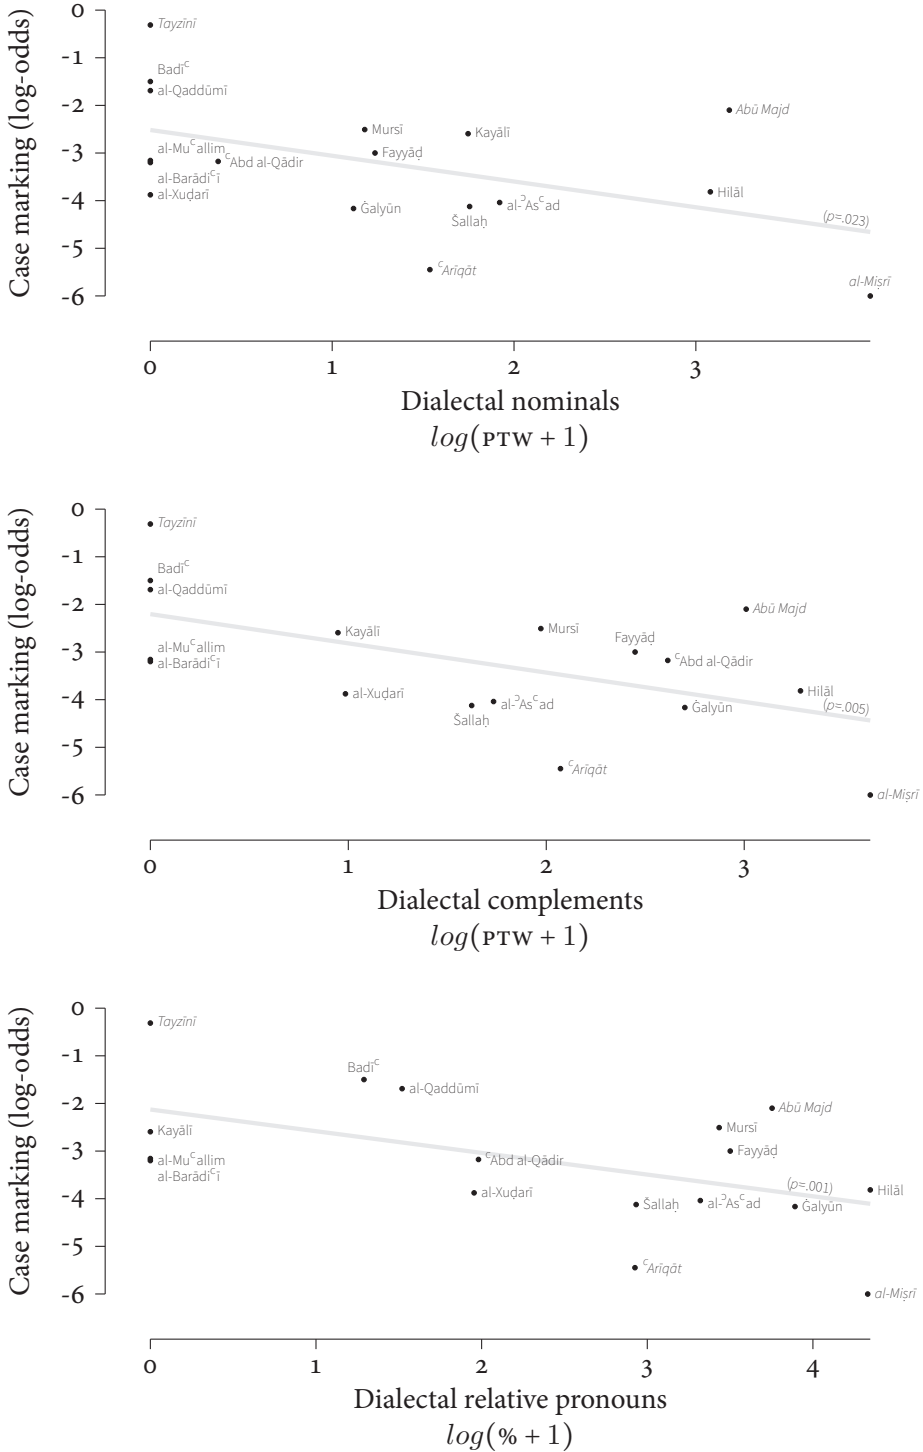 Case marking (log-odds)
0
-1
-2
-3
-4
-5
-6
Tayzīnī
Badīᶜ
al-Qaddūmī
al-Muᶜallim
ᶜAbd al-Qādir
al-Barādiᶜī
al-Xuḍarī
Mursī
Fayyāḍ
Kayālī
Abū Majd
Ġalyūn
Šallaḥ
al-ᵓAsᶜad
Hilāl
(p=.023)
ᶜArīqāt
al-Miṣrī
0 1 2 3
Dialectal nominals
log(PTW + 1)
Case marking (log-odds)
0
-1
-2
-3
-4
-5
-6
Tayzīnī
Badīᶜ
al-Qaddūmī
Kayālī
Mursī
Abū Majd
al-Muᶜallim
al-Barādiᶜī
Fayyāḍ
ᶜAbd al-Qādir
al-Xuḍarī
Šallaḥ
al-ᵓAsᶜad
Ġalyūn
Hilāl
(p=.005)
ᶜArīqāt
al-Miṣrī
0 1 2 3
Dialectal complements
log(PTW + 1)
Case marking (log-odds)
0
-1
-2
-3
-4
-5
-6
Tayzīnī
Badīᶜ
al-Qaddūmī
Abū Majd
Kayālī
Mursī
al-Muᶜallim
al-Barādiᶜī
ᶜAbd al-Qādir
Fayyāḍ
al-Xuḍarī
Šallaḥ
al-ᵓAsᶜad
(p=.001)
Ġalyūn
Hilāl
ᶜArīqāt
al-Miṣrī
0 1 2 3 4
Dialectal relative pronouns
log(% + 1)